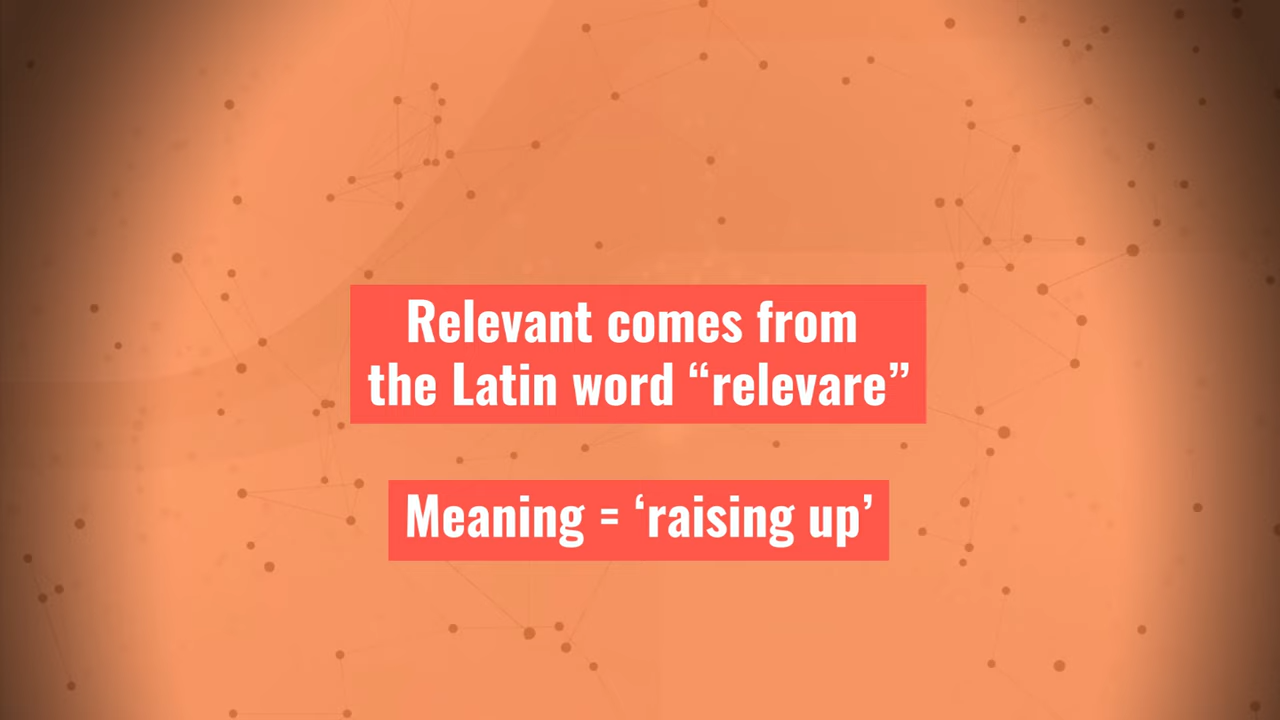 Relevant comes from
the Latin word “relevare”
Meaning = ‘raising up’